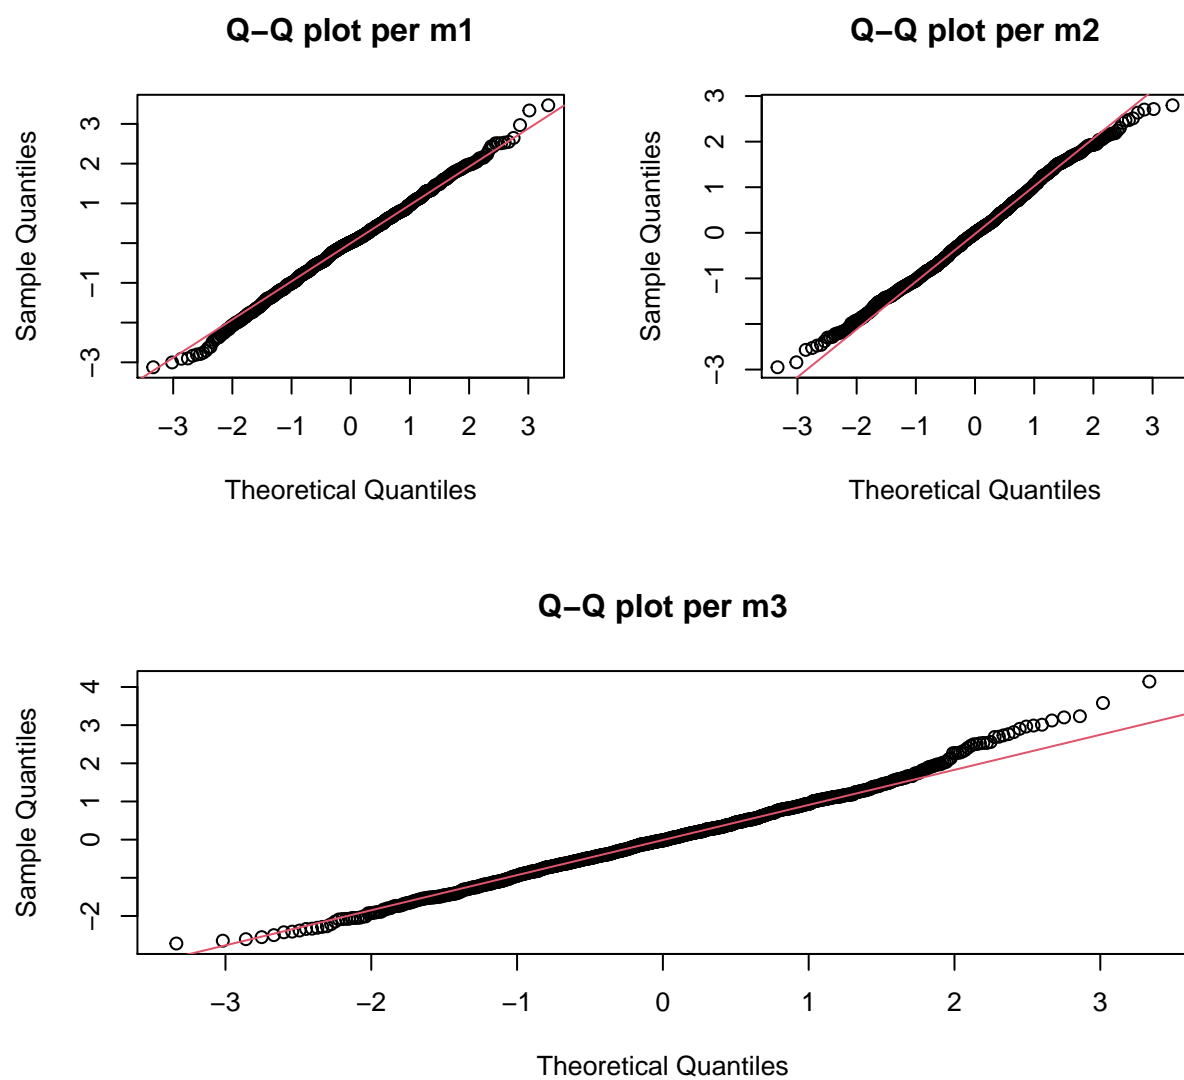 Q−Q plot per m1
Sample Quantiles
3
2
1
−1
−3
−3 −2 −1 0 1 2 3
Theoretical Quantiles
Q−Q plot per m2
Sample Quantiles
3
2
1
0
−1
−3
−3 −2 −1 0 1 2 3
Theoretical Quantiles
Q−Q plot per m3
Sample Quantiles
4
3
2
1
0
−2
−3 −2 −1 0 1 2 3
Theoretical Quantiles